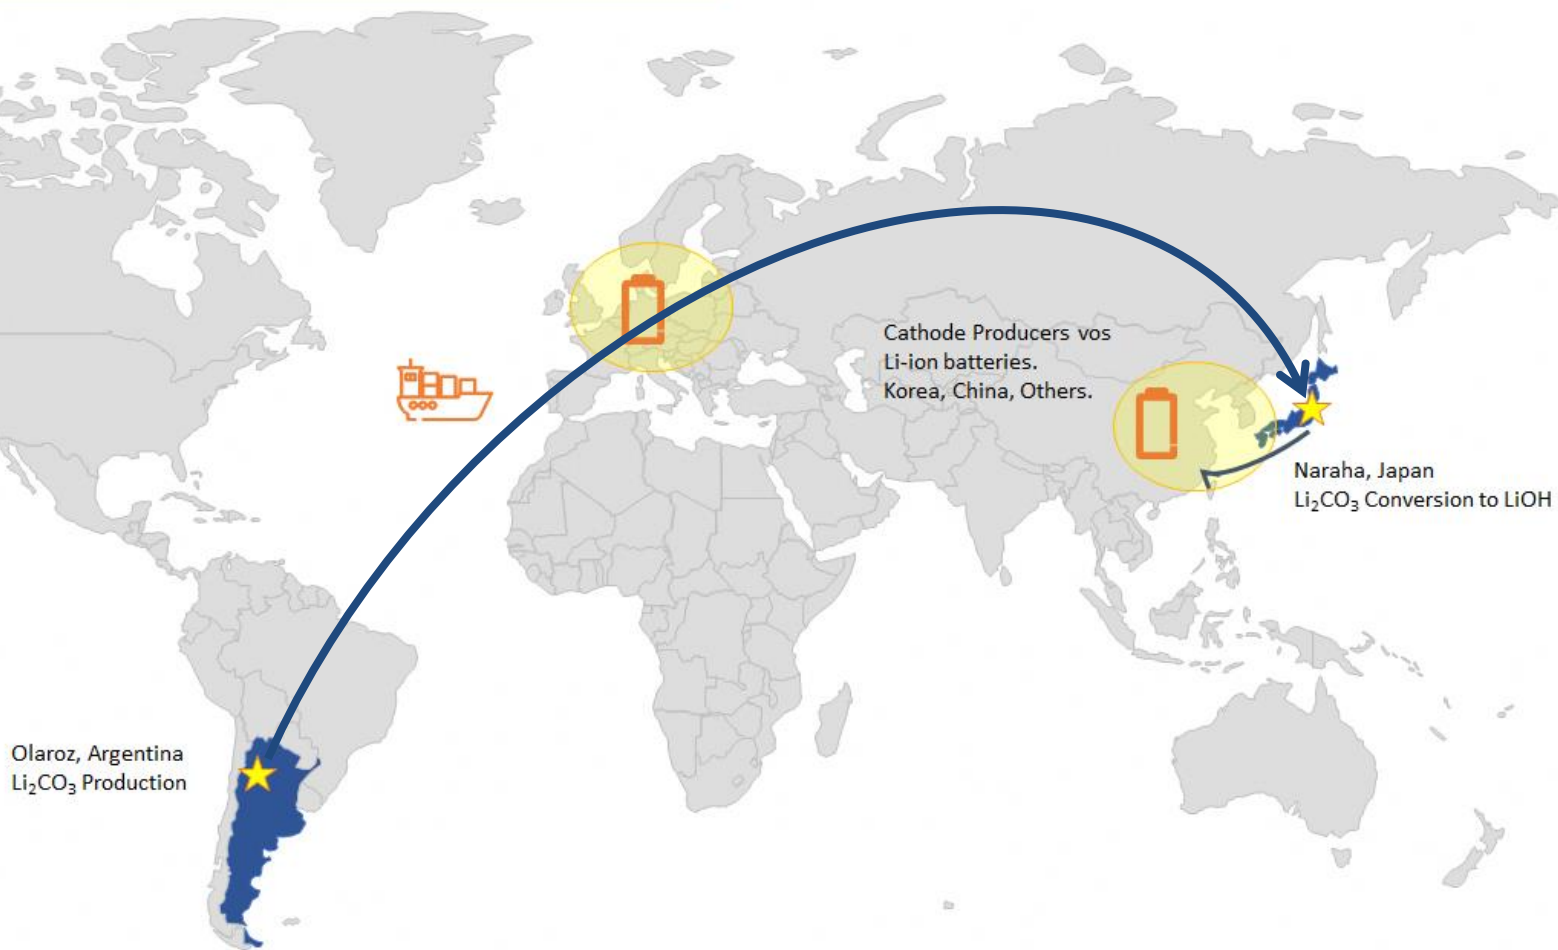 Cathode Producers vos
Li-ion batteries.
Korea, China, Others.
Naraha, Japan
Li₂CO₃ Conversion to LiOH
Olaroz, Argentina
Li₂CO₃ Production